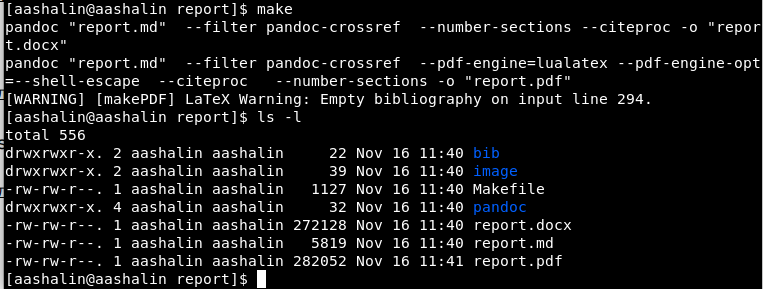 [aashalin@aashalin report]$ make
pandoc "report.md"  --filter pandoc-crossref  --number-sections --citeproc -o "repor
t.docx"
pandoc "report.md"  --filter pandoc-crossref  --pdf-engine=lualatex --pdf-engine-opt
=--shell-escape  --citeproc   --number-sections -o "report.pdf"
[WARNING] [makePDF] LaTeX Warning: Empty bibliography on input line 294.
[aashalin@aashalin report]$ ls -l
total 556
drwxrwxr-x. 2 aashalin aashalin     22 Nov 16 11:40 bib
drwxrwxr-x. 2 aashalin aashalin     39 Nov 16 11:40 image
-rw-rw-r--. 1 aashalin aashalin   1127 Nov 16 11:40 Makefile
drwxrwxr-x. 4 aashalin aashalin     32 Nov 16 11:40 pandoc
-rw-rw-r--. 1 aashalin aashalin 272128 Nov 16 11:40 report.docx
-rw-rw-r--. 1 aashalin aashalin   5819 Nov 16 11:40 report.md
-rw-rw-r--. 1 aashalin aashalin 282052 Nov 16 11:41 report.pdf
[aashalin@aashalin report]$